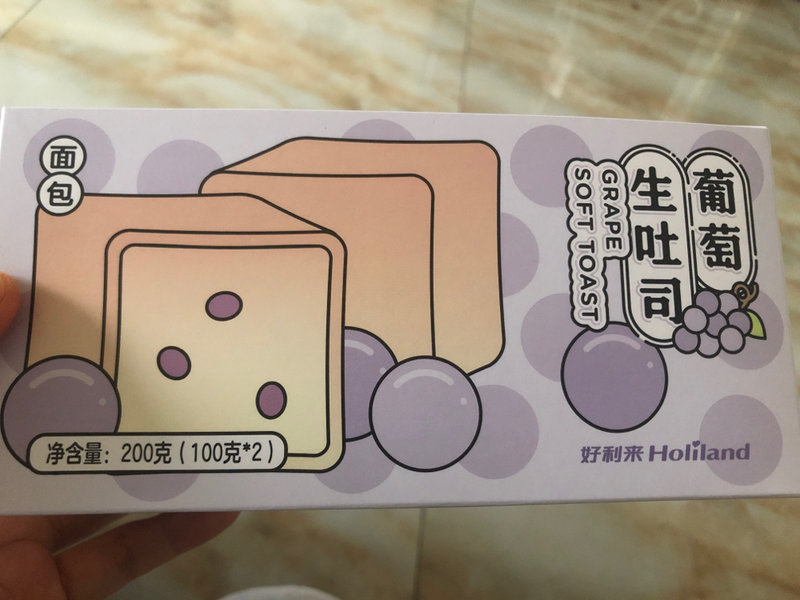 面包
葡萄
生吐司
GRAPE
SOFT TOAST
净含量：200克（100克*2）
好利来 Holiland